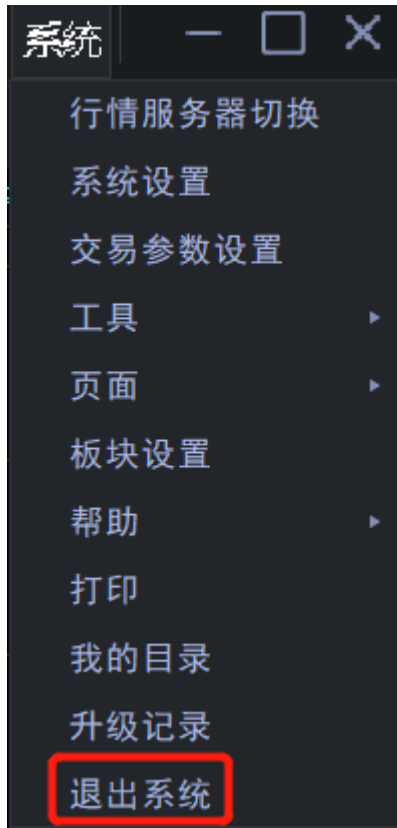 系统
行情服务器切换
系统设置
交易参数设置
工具
页面
板块设置
帮助
打印
我的目录
升级记录
退出系统